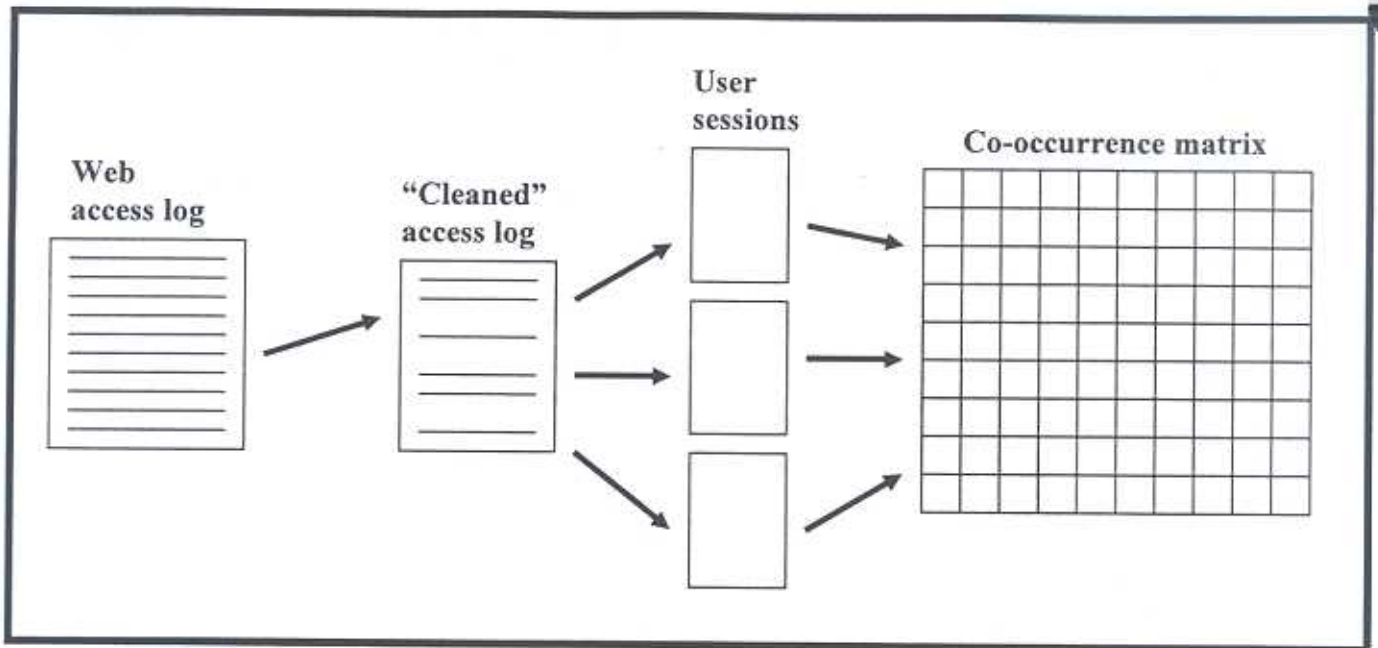 Web
access log
“Cleaned”
access log
User
sessions
Co-occurrence matrix